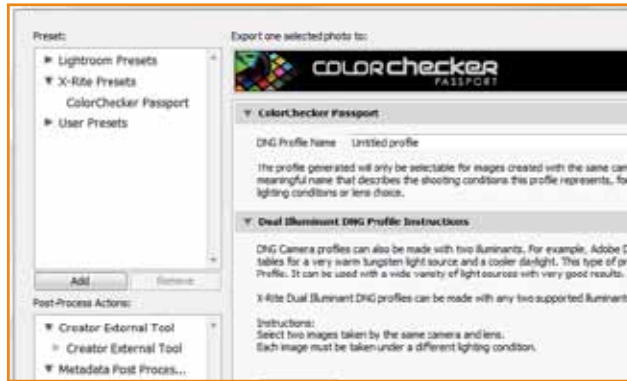 Preset:
Lightroom Presets
X-Rite Presets
ColorChecker Passport
User Presets
Add
Remove
Post-Process Actions:
Creator External Tool
Creator External Tool
Metadata Post Proces...
Export one selected photo to:
colorchecker
PASSPORT
ColorChecker Passport
DNG Profile Name Untitled profile
The profile generated will only be selectable for images created with the same cam
meaningful name that describes the shooting conditions this profile represents, fo
lighting conditions or lens choice.
Dual Illuminant DNG Profile Instructions
DNG Camera profiles can also be made with two illuminants. For example, Adobe D
tables for a very warm tungsten light source and a cooler daylight. This type of pr
Profile. It can be used with a wide variety of light sources with very good results.
X-Rite Dual Illuminant DNG profiles can be made with any two supported illuminant
Instructions:
Select two images taken by the same camera and lens.
Each image must be taken under a different lighting condition.